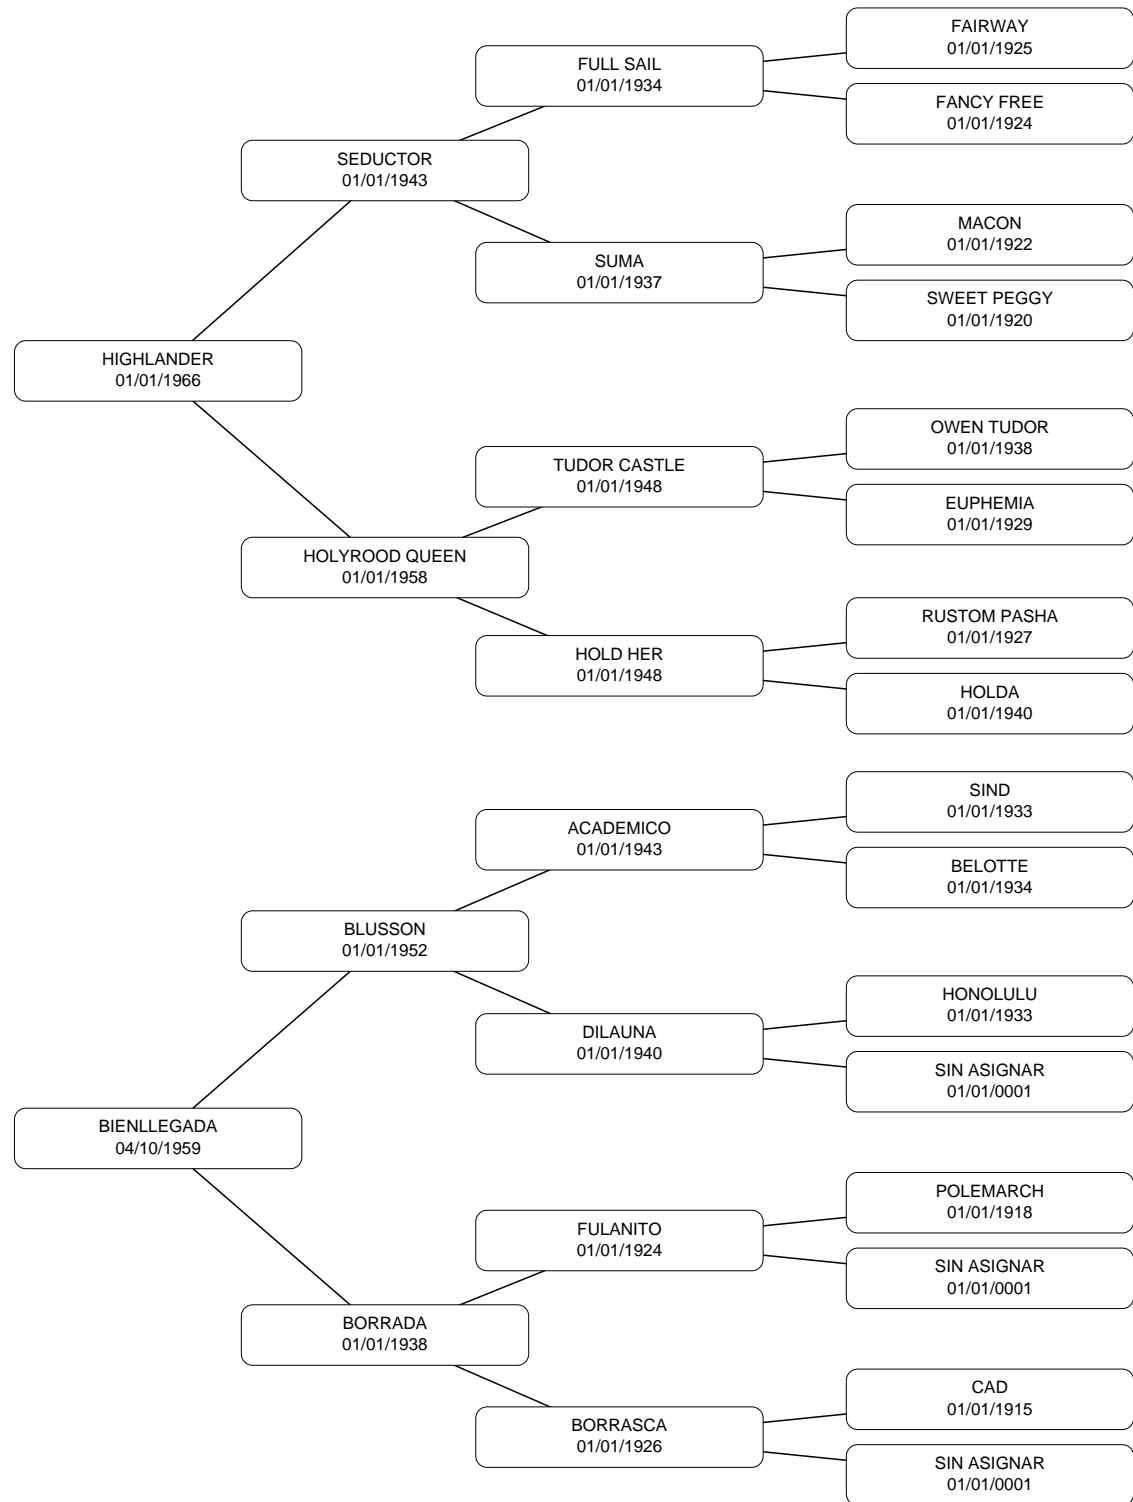 FAIRWAY
01/01/1925
FULL SAIL
01/01/1934
FANCY FREE
01/01/1924
SEDUCTOR
01/01/1943
MACON
01/01/1922
SUMA
01/01/1937
SWEET PEGGY
01/01/1920
HIGHLANDER
01/01/1966
OWEN TUDOR
01/01/1938
TUDOR CASTLE
01/01/1948
EUPHEMIA
01/01/1929
HOLYROOD QUEEN
01/01/1958
RUSTOM PASHA
01/01/1927
HOLD HER
01/01/1948
HOLDA
01/01/1940
SIND
01/01/1933
ACADEMICO
01/01/1943
BELOTTE
01/01/1934
BLUSSON
01/01/1952
HONOLULU
01/01/1933
DILAUNA
01/01/1940
SIN ASIGNAR
01/01/0001
BIENLLEGADA
04/10/1959
POLEMARCH
01/01/1918
FULANITO
01/01/1924
SIN ASIGNAR
01/01/0001
BORRADA
01/01/1938
CAD
01/01/1915
BORRASCA
01/01/1926
SIN ASIGNAR
01/01/0001